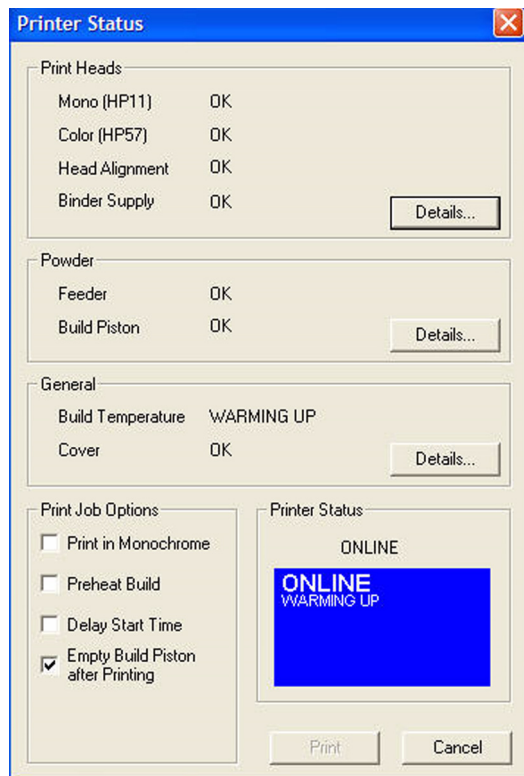 Printer Status
Print Heads
Mono (HP11) OK
Color (HP57) OK
Head Alignment OK
Binder Supply OK
Details...
Powder
Feeder OK
Build Piston OK
Details...
General
Build Temperature WARMING UP
Cover OK
Details...
Print Job Options
Print in Monochrome
Preheat Build
Delay Start Time
Empty Build Piston
after Printing
Printer Status
ONLINE
ONLINE
WARMING UP
Print
Cancel